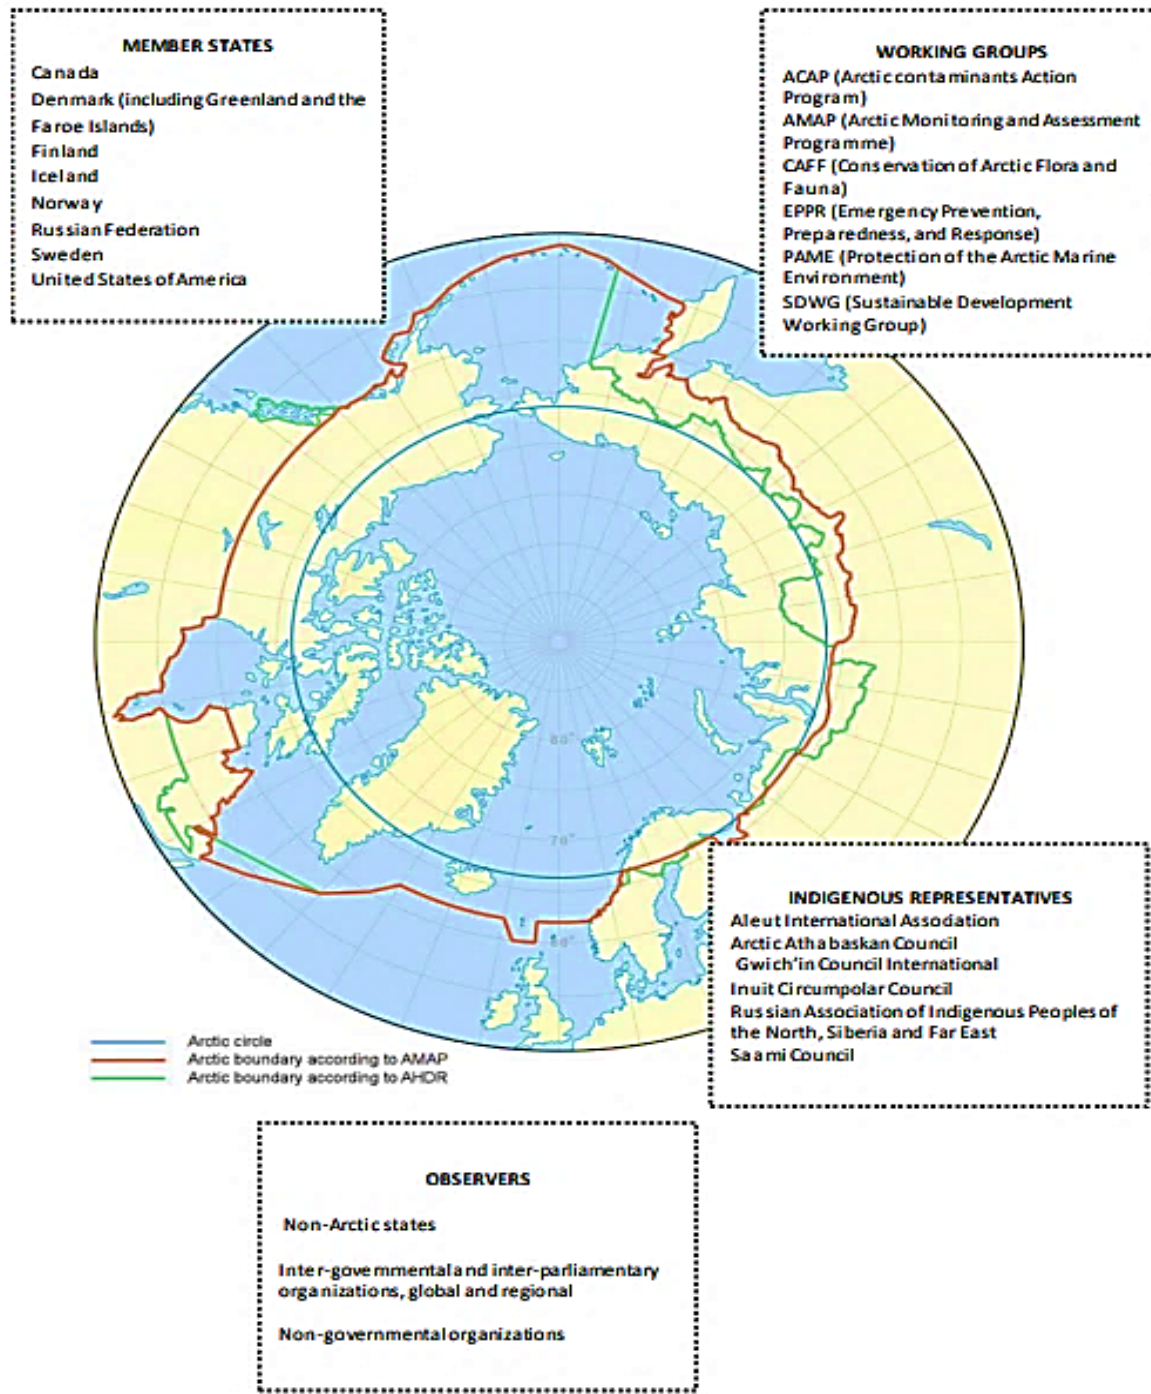 MEMBER STATES
Canada
Denmark (including Greenland and the
Faroe Islands)
Finland
Iceland
Norway
Russian Federation
Sweden
United States of America
WORKING GROUPS
ACAP (Arctic contaminants Action
Program)
AMAP (Arctic Monitoring and Assessment
Programme)
CAFF (Conservation of Arctic Flora and
Fauna)
EPPR (Emergency Prevention,
Preparedness, and Response)
PAME (Protection of the Arctic Marine
Environment)
SDWG (Sustainable Development
Working Group)
80°
70°
60°
INDIGENOUS REPRESENTATIVES
Aleut International Association
Arctic Athabaskan Council
Gwich'in Council International
Inuit Circumpolar Council
Russian Association of Indigenous Peoples of
the North, Siberia and Far East
Saami Council
Arctic circle
Arctic boundary according to AMAP
Arctic boundary according to AHDR
OBSERVERS
Non-Arctic states
Inter-governmental and inter-parliamentary
organizations, global and regional
Non-governmental organizations